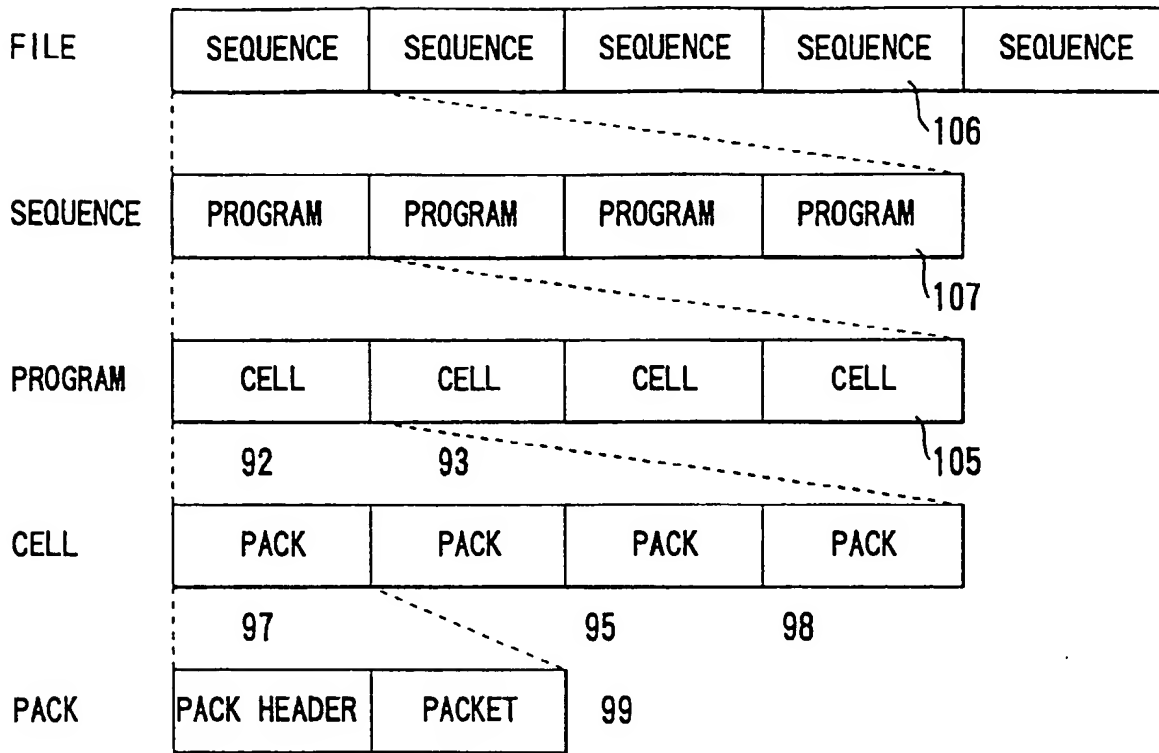 FILE SEQUENCE SEQUENCE SEQUENCE SEQUENCE SEQUENCE
106
SEQUENCE PROGRAM PROGRAM PROGRAM PROGRAM
107
PROGRAM CELL CELL CELL CELL
92 93 105
CELL PACK PACK PACK PACK
97 95 98
PACK PACK HEADER PACKET 99